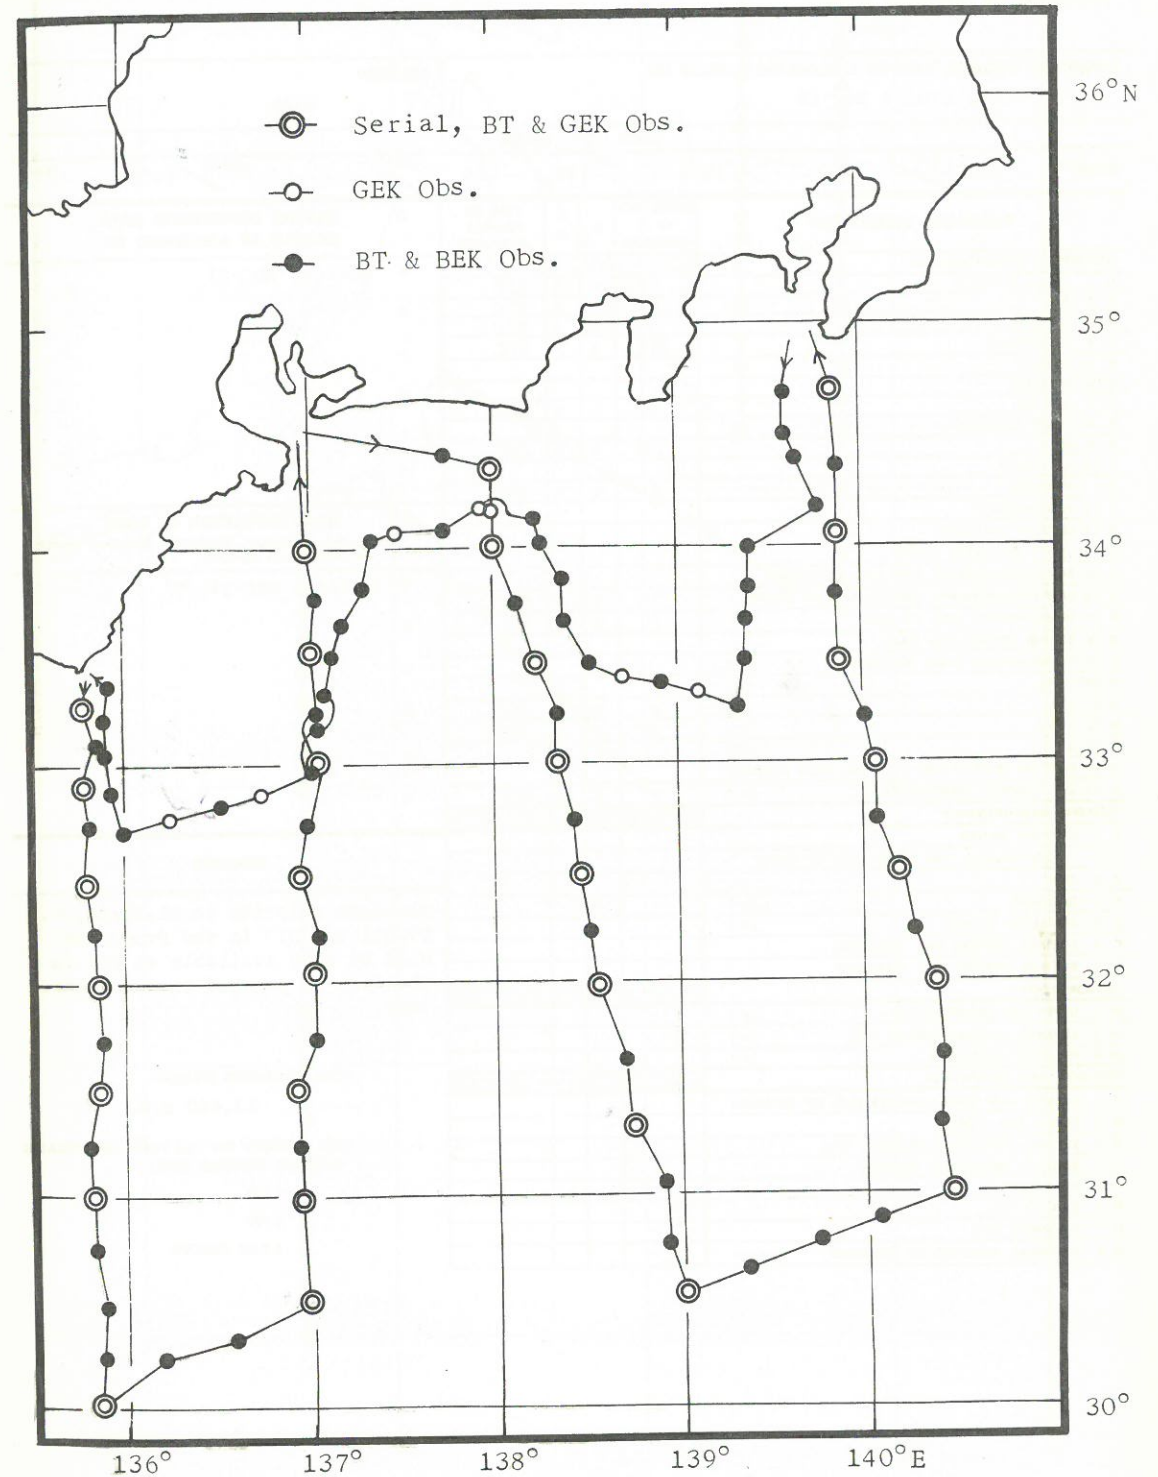 36°N
Serial, BT & GEK Obs.
GEK Obs.
BT & BEK Obs.
35°
34°
33°
32°
31°
30°
136° 137° 138° 139° 140°E